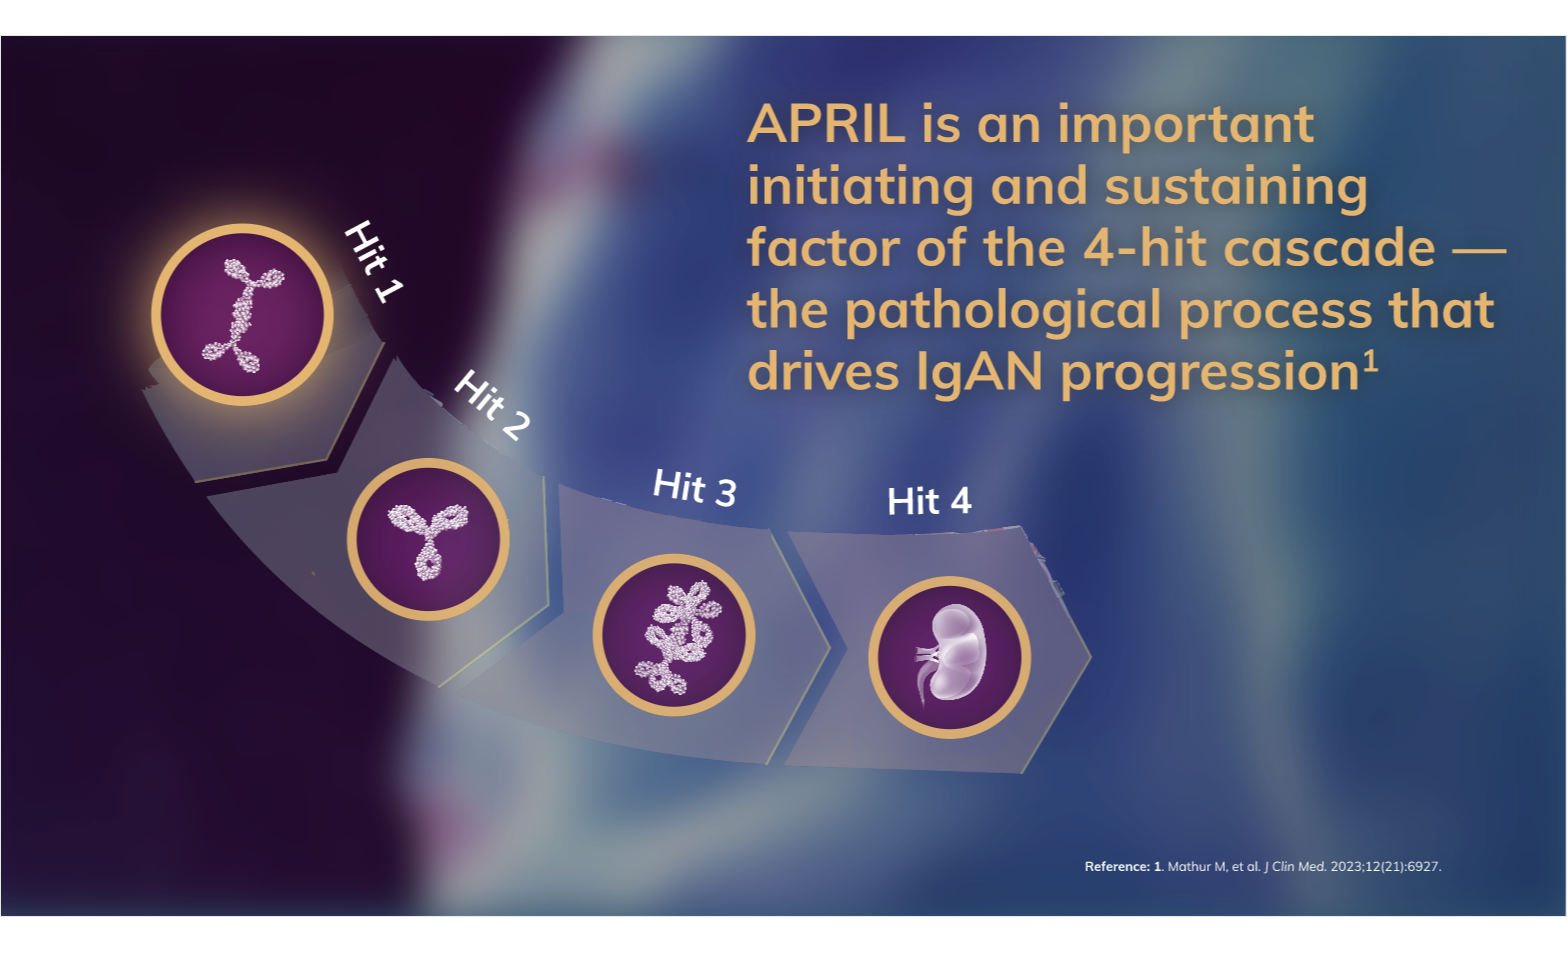 APRIL is an important
initiating and sustaining
factor of the 4-hit cascade —
the pathological process that
drives IgAN progression¹
Hit 1
Hit 2
Hit 3
Hit 4
Reference: 1. Mathur M, et al. J Clin Med. 2023;12(21):6927.